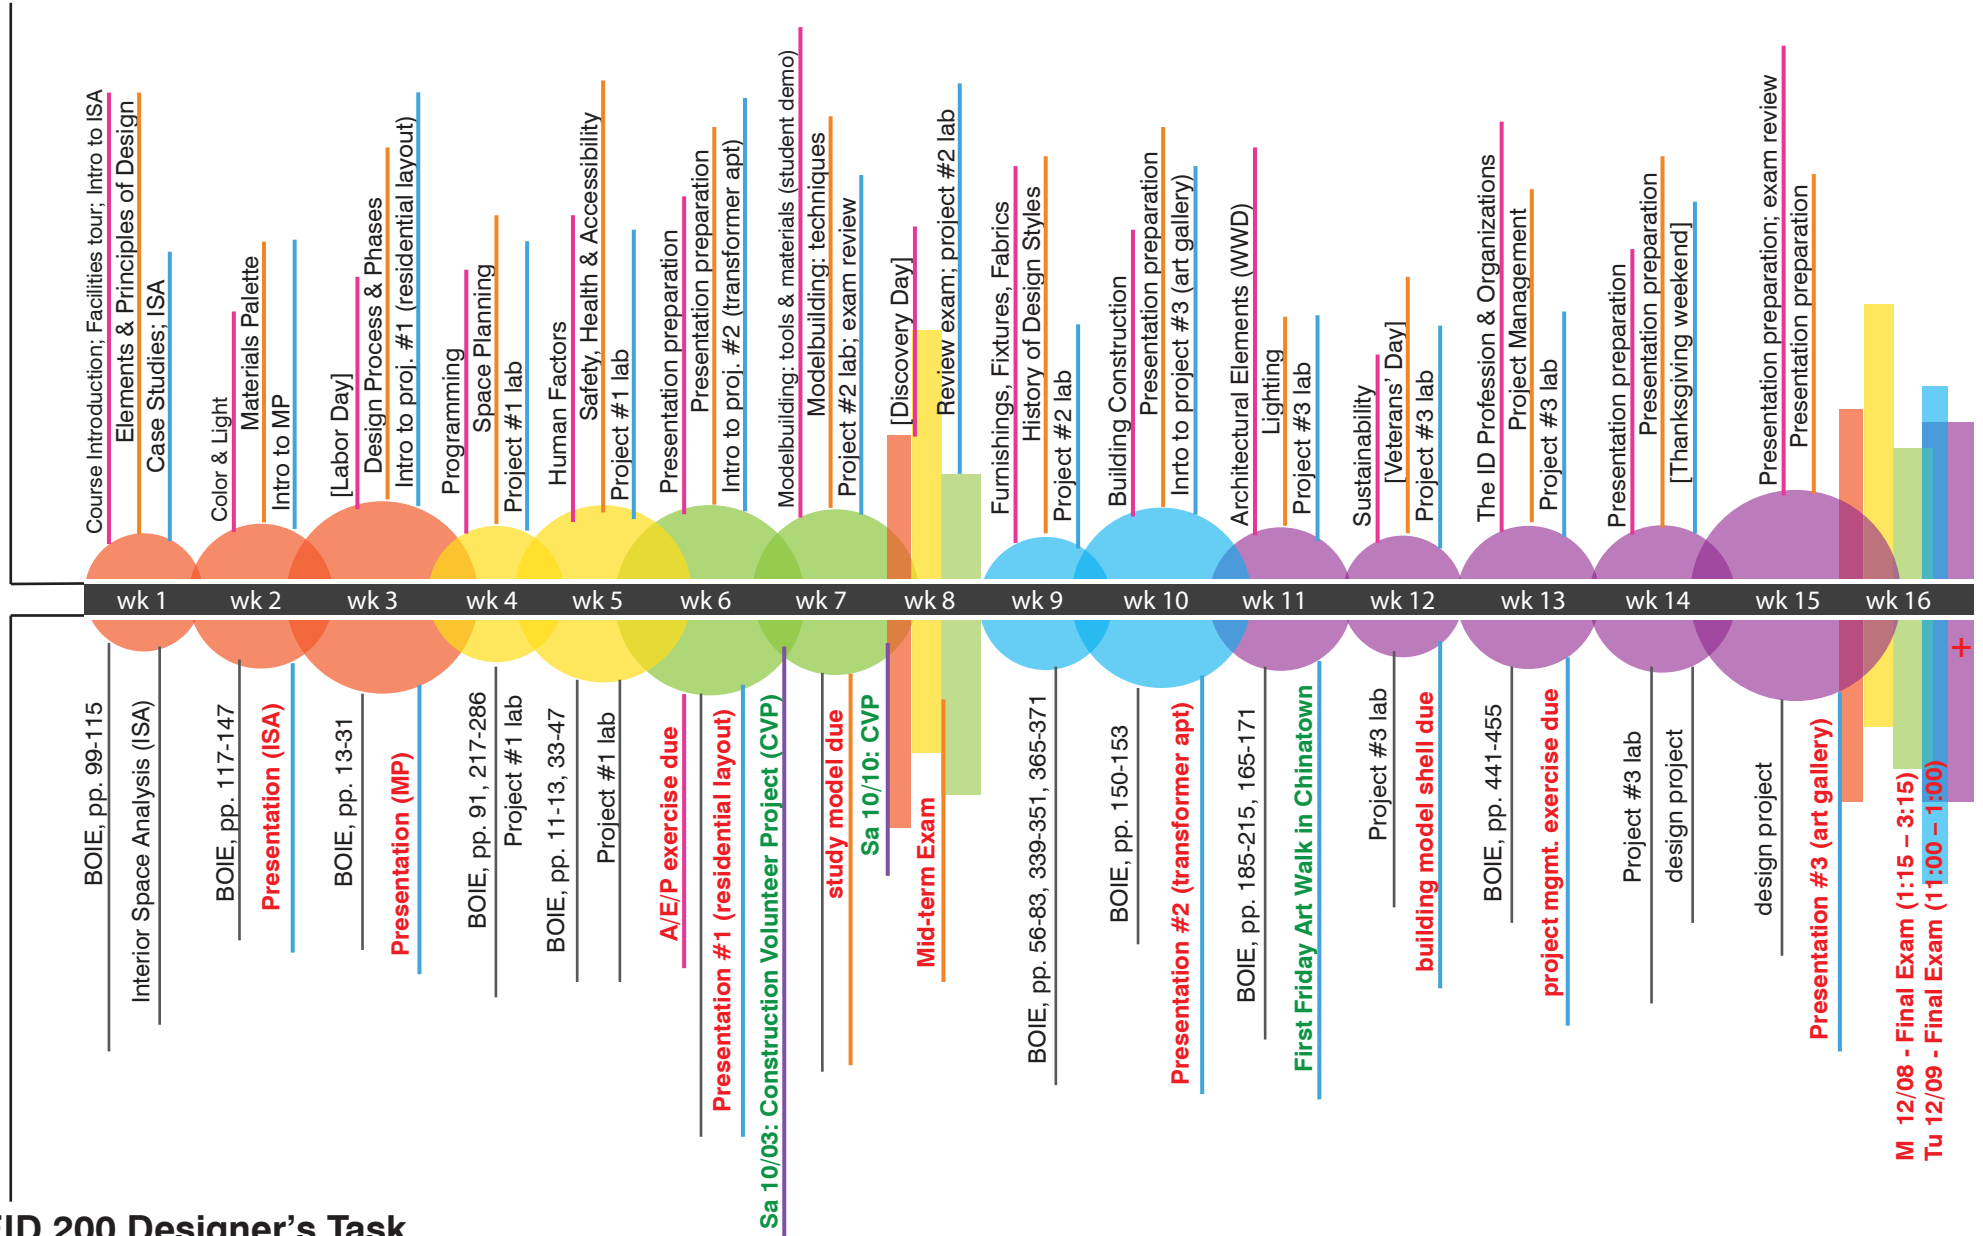 Course Introduction; Facilities tour; Intro to ISA
Elements & Principles of Design
Case Studies; ISA
Color & Light
Materials Palette
Intro to MP
[Labor Day]
Design Process & Phases
Intro to proj. #1 (residential layout)
Programming
Space Planning
Project #1 lab
Human Factors
Safety, Health & Accessibility
Project #1 lab
Presentation preparation
Presentation preparation
Intro to proj. #2 (transformer apt)
Modelbuilding: tools & materials (student demo)
Modelbuilding: techniques
Project #2 lab; exam review
[Discovery Day]
Review exam; project #2 lab
Furnishings, Fixtures, Fabrics
History of Design Styles
Project #2 lab
Building Construction
Presentation preparation
Inrto to project #3 (art gallery)
Architectural Elements (WWD)
Lighting
Project #3 lab
Sustainability
[Veterans' Day]
Project #3 lab
The ID Profession & Organizations
Project Management
Project #3 lab
Presentation preparation
Presentation preparation
[Thanksgiving weekend]
Presentation preparation; exam review
Presentation preparation
wk 1
wk 2
wk 3
wk 4
wk 5
wk 6
wk 7
wk 8
wk 9
wk 10
wk 11
wk 12
wk 13
wk 14
wk 15
wk 16
+
BOIE, pp. 99-115
Interior Space Analysis (ISA)
BOIE, pp. 117-147
Presentation (ISA)
BOIE, pp. 13-31
Presentation (MP)
BOIE, pp. 91, 217-286
Project #1 lab
BOIE, pp. 11-13, 33-47
Project #1 lab
A/E/P exercise due
Presentation #1 (residential layout)
Sa 10/03: Construction Volunteer Project (CVP)
study model due
Sa 10/10: CVP
Mid-term Exam
BOIE, pp. 56-83, 339-351, 365-371
BOIE, pp. 150-153
Presentation #2 (transformer apt)
BOIE, pp. 185-215, 165-171
First Friday Art Walk in Chinatown
Project #3 lab
building model shell due
BOIE, pp. 441-455
project mgmt. exercise due
Project #3 lab
design project
design project
Presentation #3 (art gallery)
M 12/08 - Final Exam (1:15 – 3:15)
Tu 12/09 - Final Exam (11:00 – 1:00)
ID 200 Designer's Task